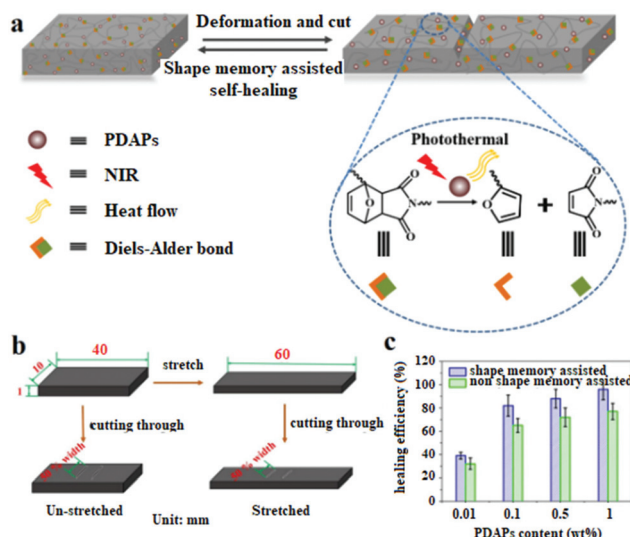 a
Deformation and cut
Shape memory assisted
self-healing
PDAPs
NIR
Heat flow
Diels-Alder bond
Photothermal
O
O
N
O
O
+
O
N
O
b
40
10
1
stretch
60
cutting through
cutting through
50 % width
50 % width
Un-stretched
Unit: mm
Stretched
c
healing efficiency (%)
120
100
80
60
40
20
0
shape memory assisted
non shape memory assisted
0.01
0.1
0.5
1
PDAPs content (wt%)